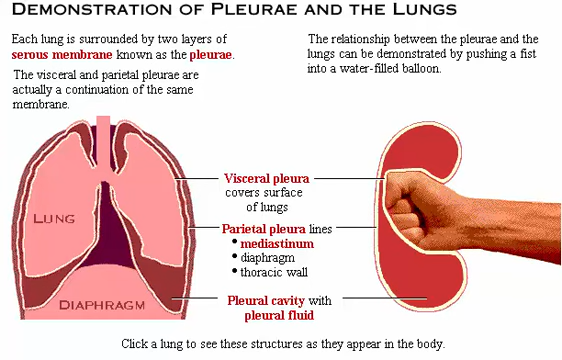 DEMONSTRATION OF PLEURAE AND THE LUNGS
Each lung is surrounded by two layers of
serous membrane known as the pleurae.
The visceral and parietal pleurae are
actually a continuation of the same
membrane.
The relationship between the pleurae and the
lungs can be demonstrated by pushing a fist
into a water-filled balloon.
Visceral pleura
covers surface
of lungs
LUNG
Parietal pleura lines
• mediastinum
• diaphragm
• thoracic wall
DIAPHRAGM
Pleural cavity with
pleural fluid
Click a lung to see these structures as they appear in the body.